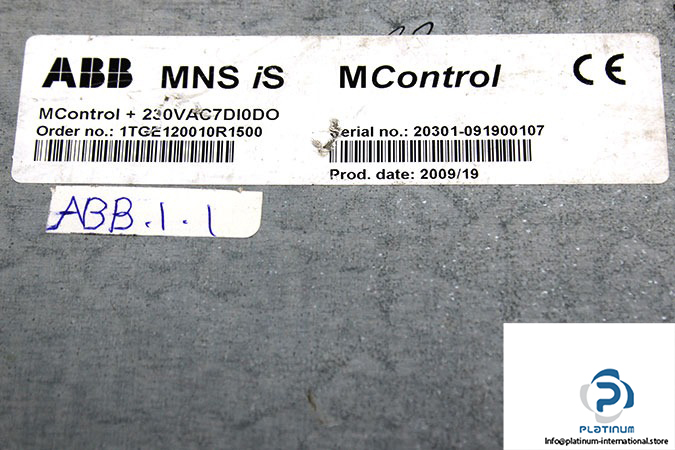 ABB MNS iS MControl CE
MControl + 230VAC7DI0DO
Order no.: 1TGE120010R1500
Serial no.: 20301-091900107
Prod. date: 2009/19
ABB.1.1
PLATINUM
Info@platinum-international.store